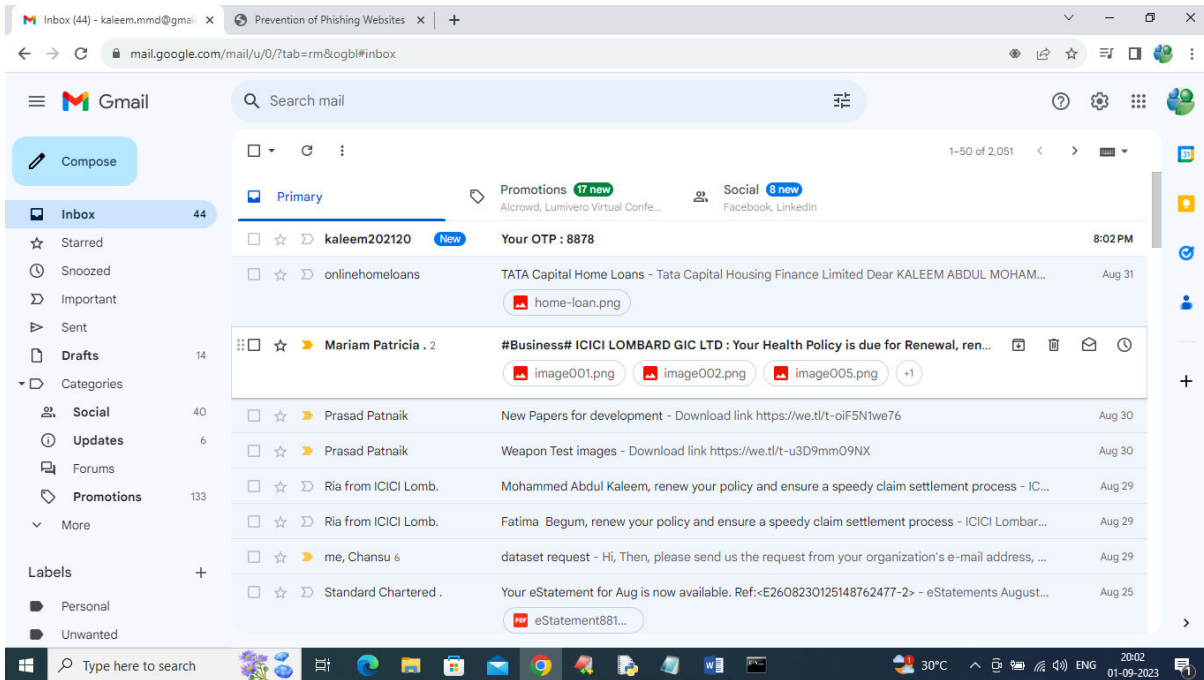 Inbox (44) - kaleem.mmd@gmai
Prevention of Phishing Websites
mail.google.com/mail/u/0/?tab=rm&ogbl#inbox
Gmail
Search mail
Compose
1–50 of 2,051
Primary
Promotions 17 new
AIcrowd, Lumivero Virtual Confe...
Social 8 new
Facebook, LinkedIn
Inbox 44
Starred
Snoozed
Important
Sent
Drafts 14
Categories
Social 40
Updates 6
Forums
Promotions 133
More
Labels
Personal
Unwanted
kaleem202120 New Your OTP : 8878 8:02 PM
onlinehomeloans TATA Capital Home Loans - Tata Capital Housing Finance Limited Dear KALEEM ABDUL MOHAM... Aug 31
home-loan.png
Mariam Patricia . 2 #Business# ICICI LOMBARD GIC LTD : Your Health Policy is due for Renewal, ren...
image001.png image002.png image005.png +1
Prasad Patnaik New Papers for development - Download link https://we.tl/t-oiF5N1we76 Aug 30
Prasad Patnaik Weapon Test images - Download link https://we.tl/t-u3D9mmO9NX Aug 30
Ria from ICICI Lomb. Mohammed Abdul Kaleem, renew your policy and ensure a speedy claim settlement process - IC... Aug 29
Ria from ICICI Lomb. Fatima Begum, renew your policy and ensure a speedy claim settlement process - ICICI Lombar... Aug 29
me, Chansu 6 dataset request - Hi, Then, please send us the request from your organization's e-mail address, ... Aug 29
Standard Chartered . Your eStatement for Aug is now available. Ref:<E2608230125148762477-2> - eStatements August... Aug 25
PDF eStatement881...
31
Type here to search
W
30°C
ENG
20:02
01-09-2023
1